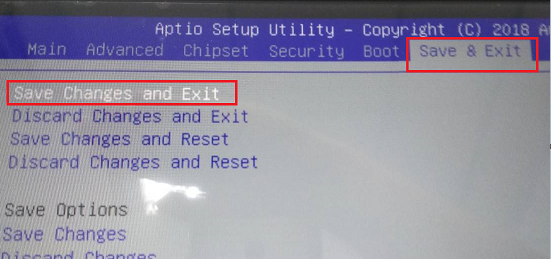 Aptio Setup Utility – Copyright (C) 2018
Main Advanced Chipset Security Boot Save & Exit
Save Changes and Exit
Discard Changes and Exit
Save Changes and Reset
Discard Changes and Reset
Save Options
Save Changes
Discard Changes